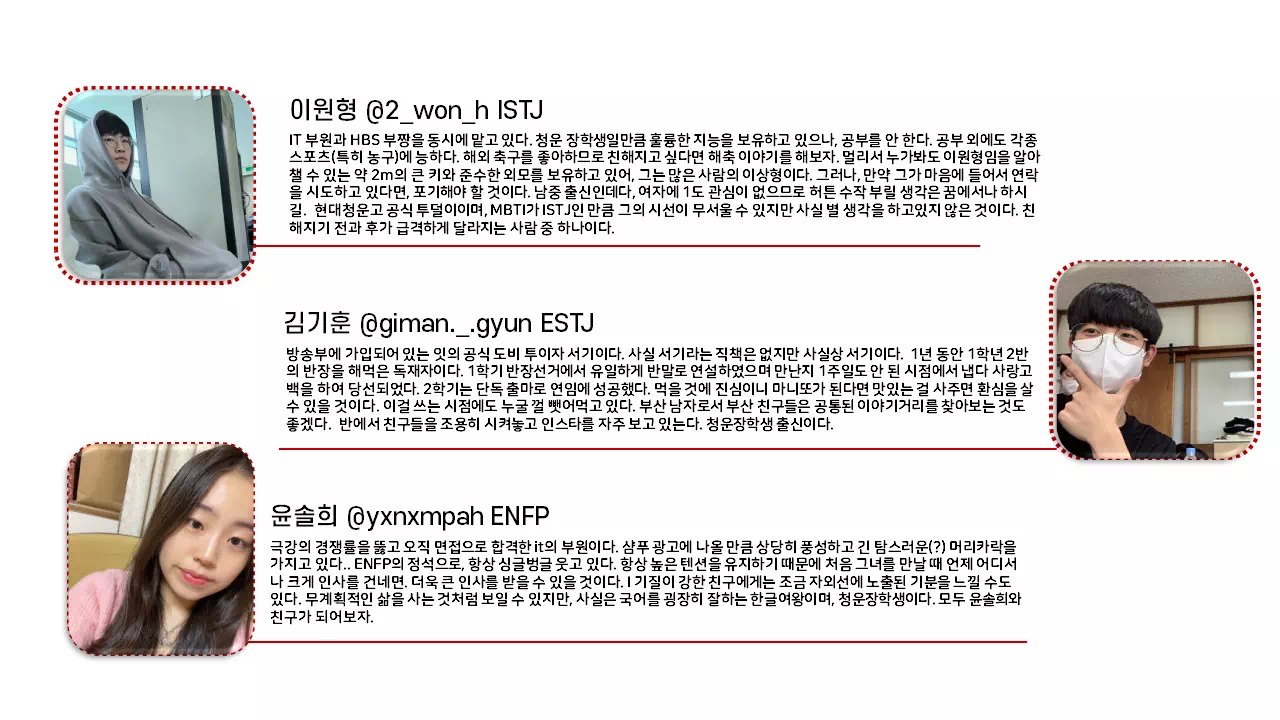 이원형 @2_won_h ISTJ
IT 부원과 HBS 부짱을 동시에 맡고 있다. 청운 장학생일만큼 훌륭한 지능을 보유하고 있으나, 공부를 안 한다. 공부 외에도 각종
스포츠(특히 농구)에 능하다. 해외 축구를 좋아하므로 친해지고 싶다면 해축 이야기를 해보자. 멀리서 누가봐도 이원형임을 알아
챌 수 있는 약 2m의 큰 키와 준수한 외모를 보유하고 있어, 그는 많은 사람의 이상형이다. 그러나, 만약 그가 마음에 들어서 연락
을 시도하고 있다면, 포기해야 할 것이다. 남중 출신인데다, 여자에 1도 관심이 없으므로 허튼 수작 부릴 생각은 꿈에서나 하시
길. 현대청운고 공식 투덜이이며, MBTI가 ISTJ인 만큼 그의 시선이 무서울 수 있지만 사실 별 생각을 하고있지 않은 것이다. 친
해지기 전과 후가 급격하게 달라지는 사람 중 하나이다.
김기훈 @giman._.gyun ESTJ
방송부에 가입되어 있는 잇의 공식 도비 투이자 서기이다. 사실 서기라는 직책은 없지만 사실상 서기이다. 1년 동안 1학년 2반
의 반장을 해먹은 독재자이다. 1학기 반장선거에서 유일하게 반말로 연설하였으며 만난지 1주일도 안 된 시점에서 냅다 사랑고
백을 하여 당선되었다. 2학기는 단독 출마로 연임에 성공했다. 먹을 것에 진심이니 마니또가 된다면 맛있는 걸 사주면 환심을 살
수 있을 것이다. 이걸 쓰는 시점에도 누굴 껄 뺏어먹고 있다. 부산 남자로서 부산 친구들은 공통된 이야기거리를 찾아보는 것도
좋겠다. 반에서 친구들을 조용히 시켜놓고 인스타를 자주 보고 있는다. 청운장학생 출신이다.
윤솔희 @yxnxmpah ENFP
극강의 경쟁률을 뚫고 오직 면접으로 합격한 it의 부원이다. 샴푸 광고에 나올 만큼 상당히 풍성하고 긴 탐스러운(?) 머리카락을
가지고 있다.. ENFP의 정석으로, 항상 싱글벙글 웃고 있다. 항상 높은 텐션을 유지하기 때문에 처음 그녀를 만날 때 언제 어디서
나 크게 인사를 건네면. 더욱 큰 인사를 받을 수 있을 것이다. I 기질이 강한 친구에게는 조금 자외선에 노출된 기분을 느낄 수도
있다. 무계획적인 삶을 사는 것처럼 보일 수 있지만, 사실은 국어를 굉장히 잘하는 한글여왕이며, 청운장학생이다. 모두 윤솔희와
친구가 되어보자.